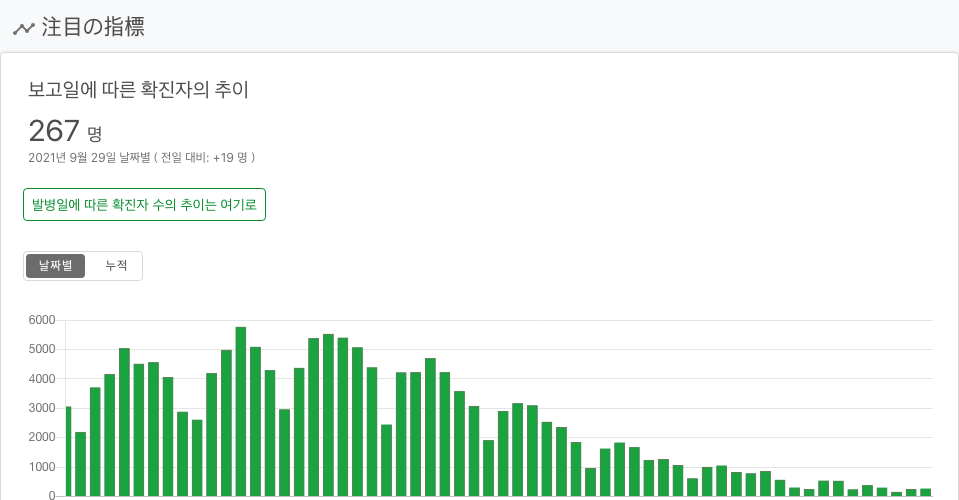 注目の指標
보고일에 따른 확진자의 추이
267 명
2021년 9월 29일 날짜별 ( 전일 대비: +19 명 )
발병일에 따른 확진자 수의 추이는 여기로
날짜별 누적
6000
5000
4000
3000
2000
1000
0